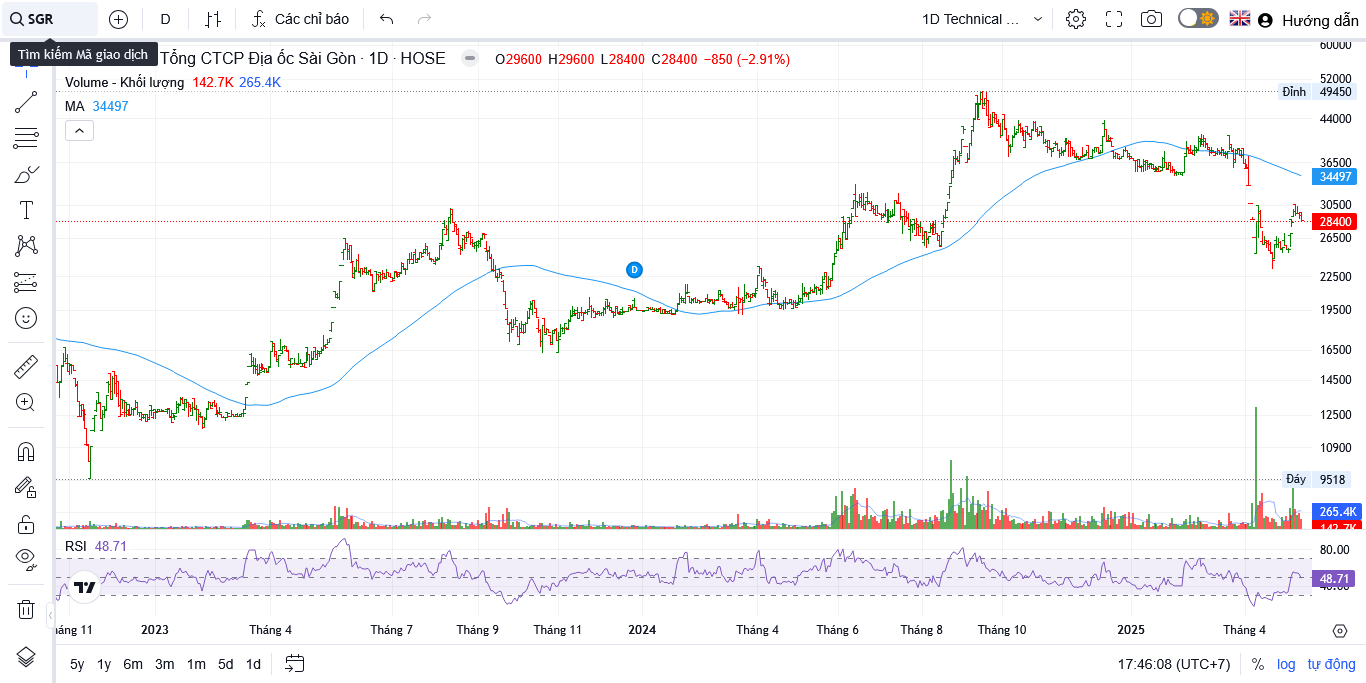 SGR D Các chỉ báo 1D Technical ... Hướng dẫn
Tìm kiếm Mã giao dịch
Tổng CTCP Địa ốc Sài Gòn · 1D · HOSE O29600 H29600 L28400 C28400 −850 (−2.91%)
Volume - Khối lượng 142.7K 265.4K
MA 34497
60000
52000
Đỉnh 49450
44000
36500
34497
30500
28400
26500
D
22500
19500
16500
14500
12500
10900
Đáy 9518
265.4K
142.7K
RSI 48.71
80.00
48.71
40.00
háng 11 2023 Tháng 4 Tháng 7 Tháng 9 Tháng 11 2024 Tháng 4 Tháng 6 Tháng 8 Tháng 10 2025 Tháng 4
5y 1y 6m 3m 1m 5d 1d 17:46:08 (UTC+7) % log tự động